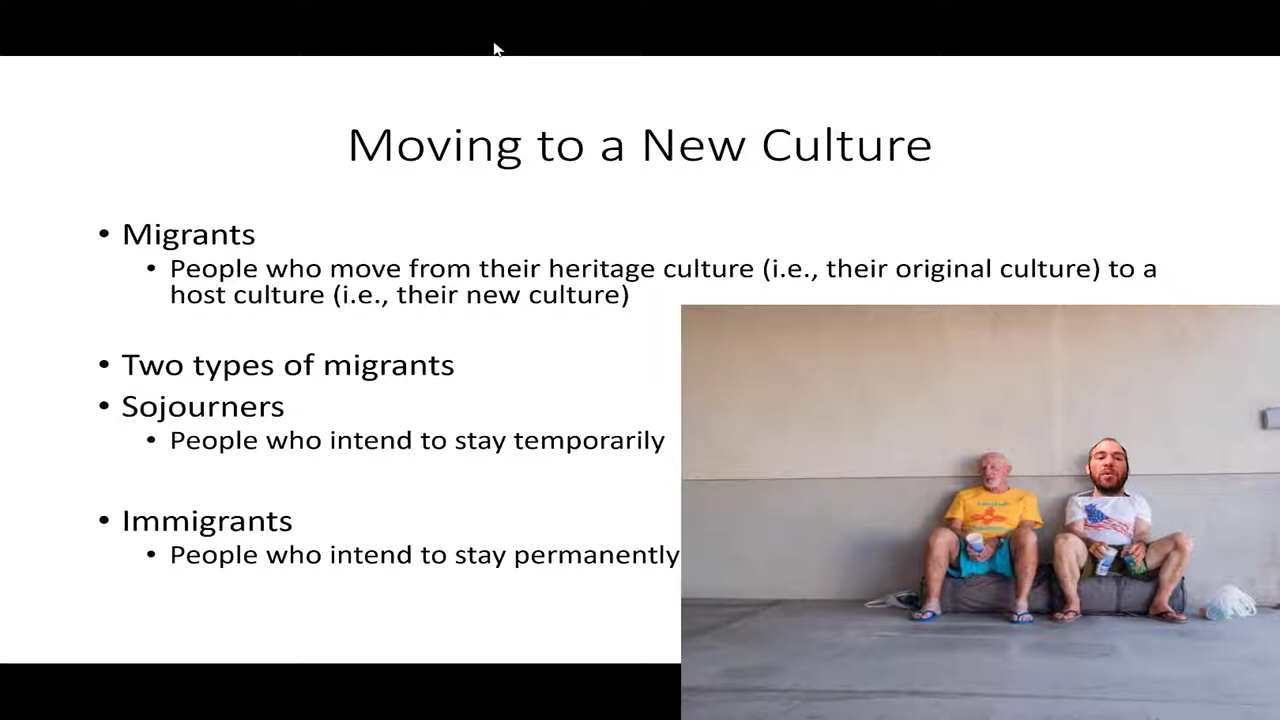 Moving to a New Culture
• Migrants
• People who move from their heritage culture (i.e., their original culture) to a
host culture (i.e., their new culture)
• Two types of migrants
• Sojourners
• People who intend to stay temporarily
• Immigrants
• People who intend to stay permanently